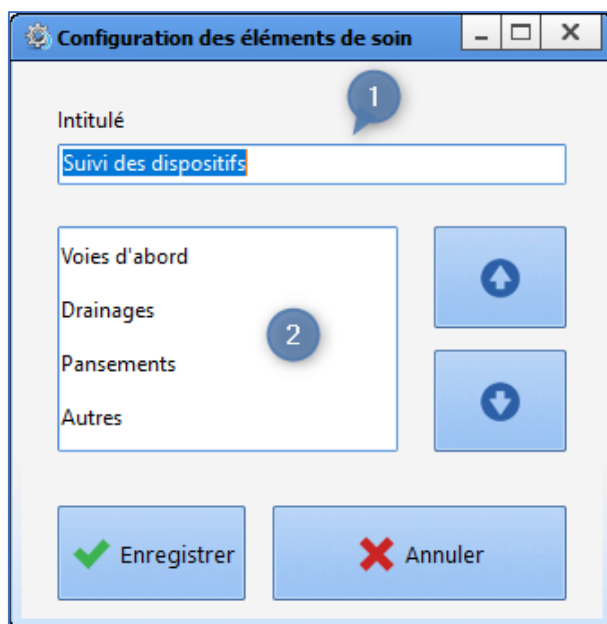 Configuration des éléments de soin
1
Intitulé
Suivi des dispositifs
Voies d'abord
Drainages
2
Pansements
Autres
Enregistrer
Annuler